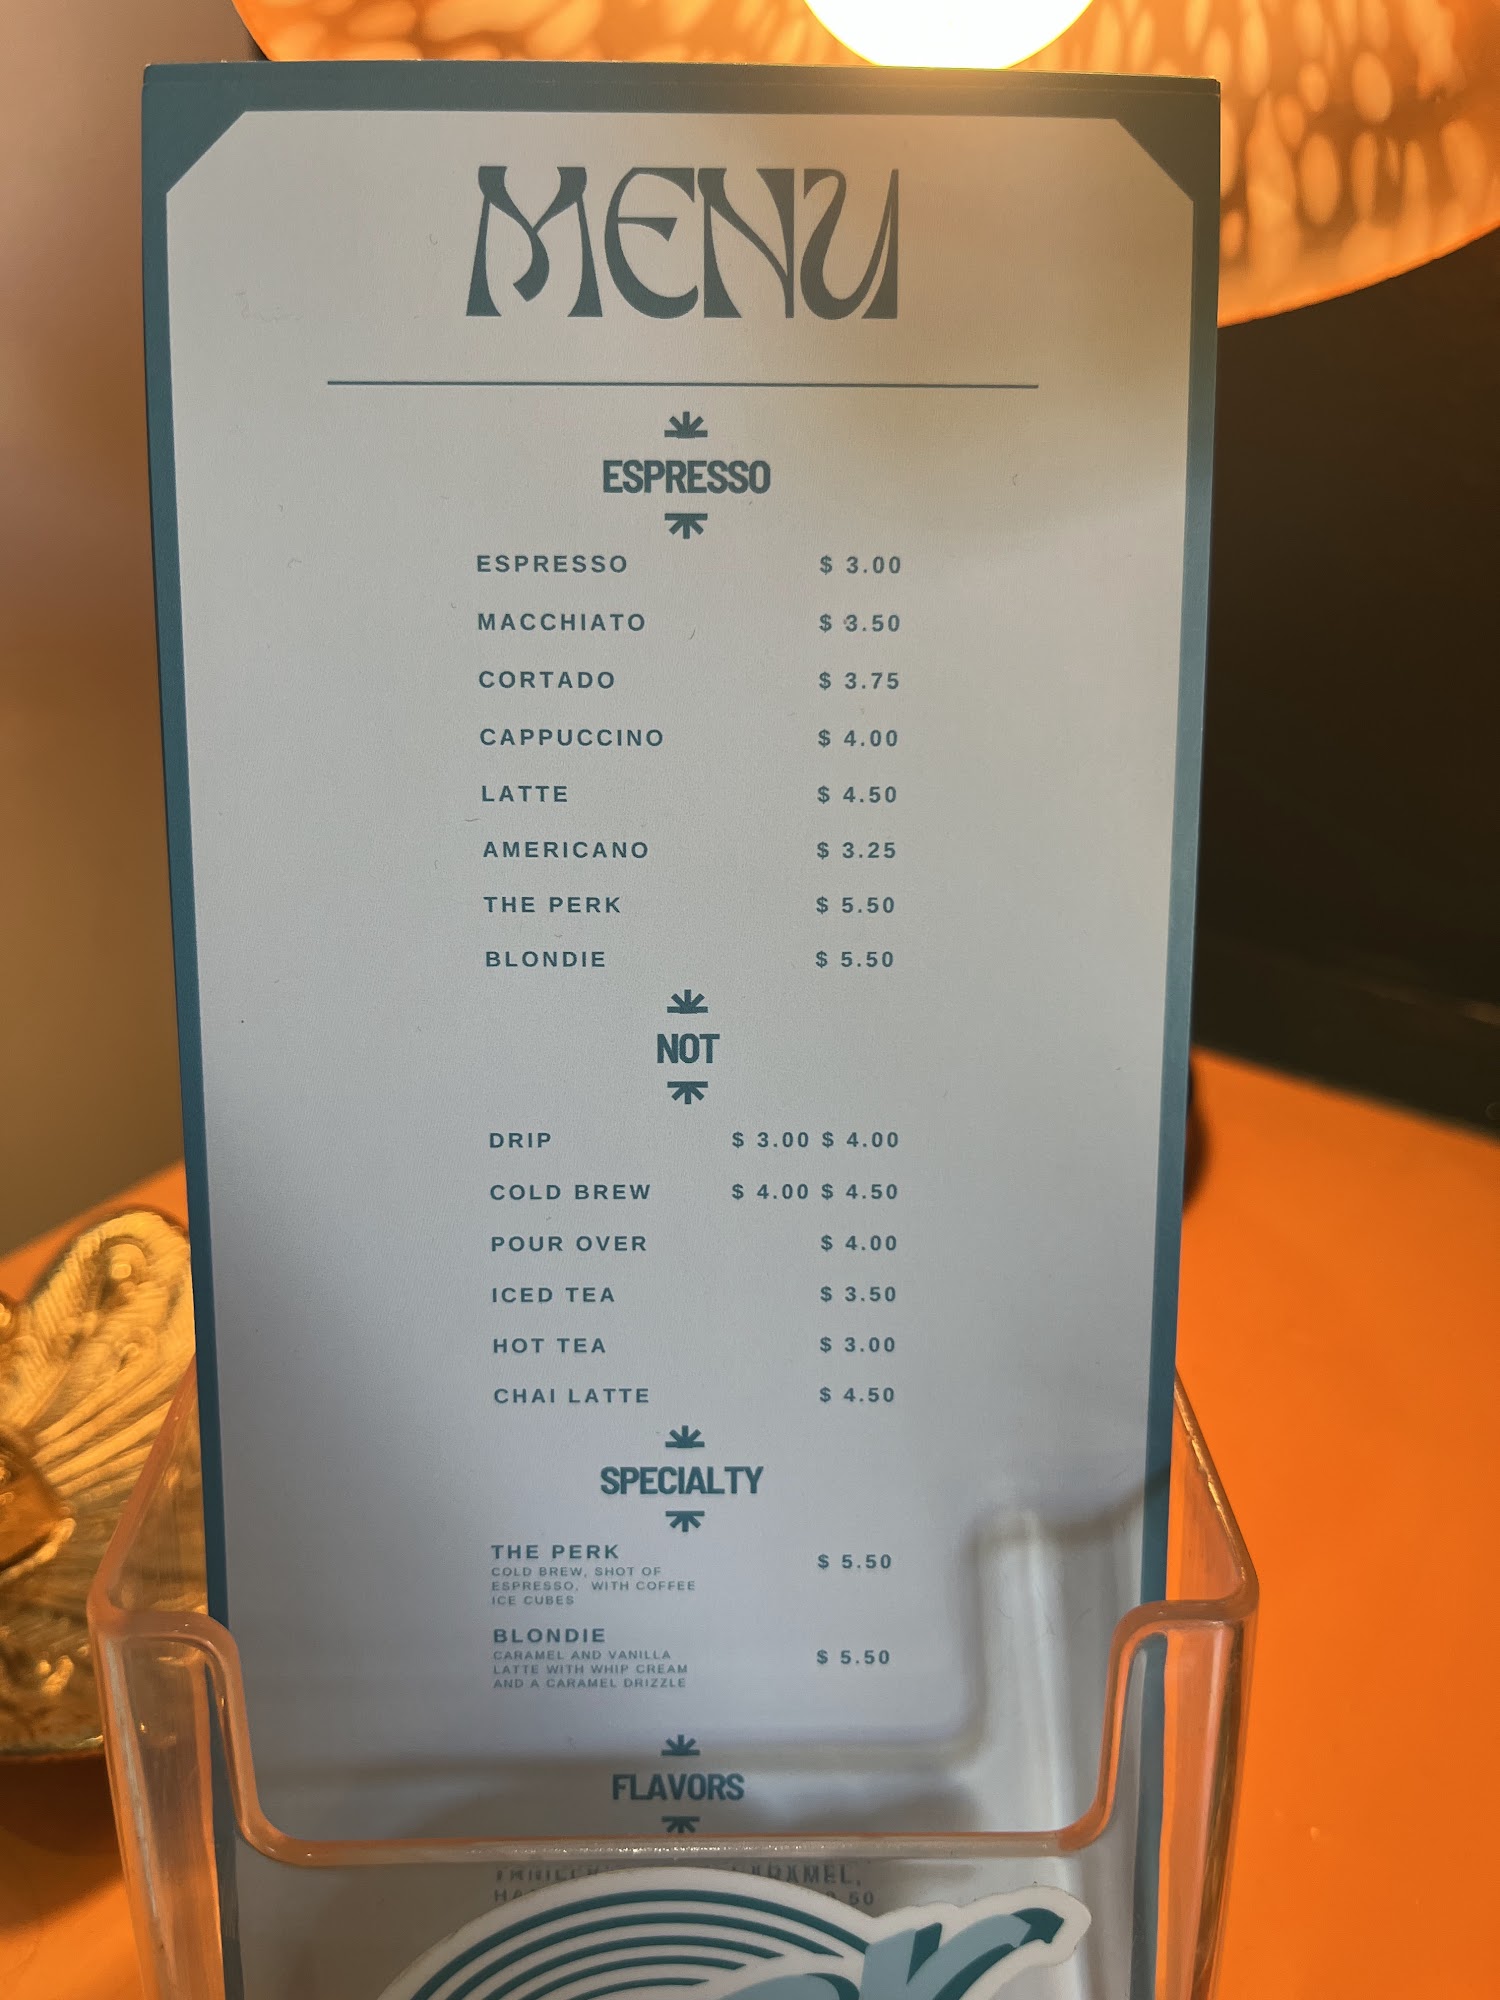 MENU
ESPRESSO
ESPRESSO $ 3.00
MACCHIATO $ 3.50
CORTADO $ 3.75
CAPPUCCINO $ 4.00
LATTE $ 4.50
AMERICANO $ 3.25
THE PERK $ 5.50
BLONDIE $ 5.50
NOT
DRIP $ 3.00 $ 4.00
COLD BREW $ 4.00 $ 4.50
POUR OVER $ 4.00
ICED TEA $ 3.50
HOT TEA $ 3.00
CHAI LATTE $ 4.50
SPECIALTY
THE PERK $ 5.50
COLD BREW, SHOT OF
ESPRESSO, WITH COFFEE
ICE CUBES
BLONDIE $ 5.50
CARAMEL AND VANILLA
LATTE WITH WHIP CREAM
AND A CARAMEL DRIZZLE
FLAVORS
CARAMEL,